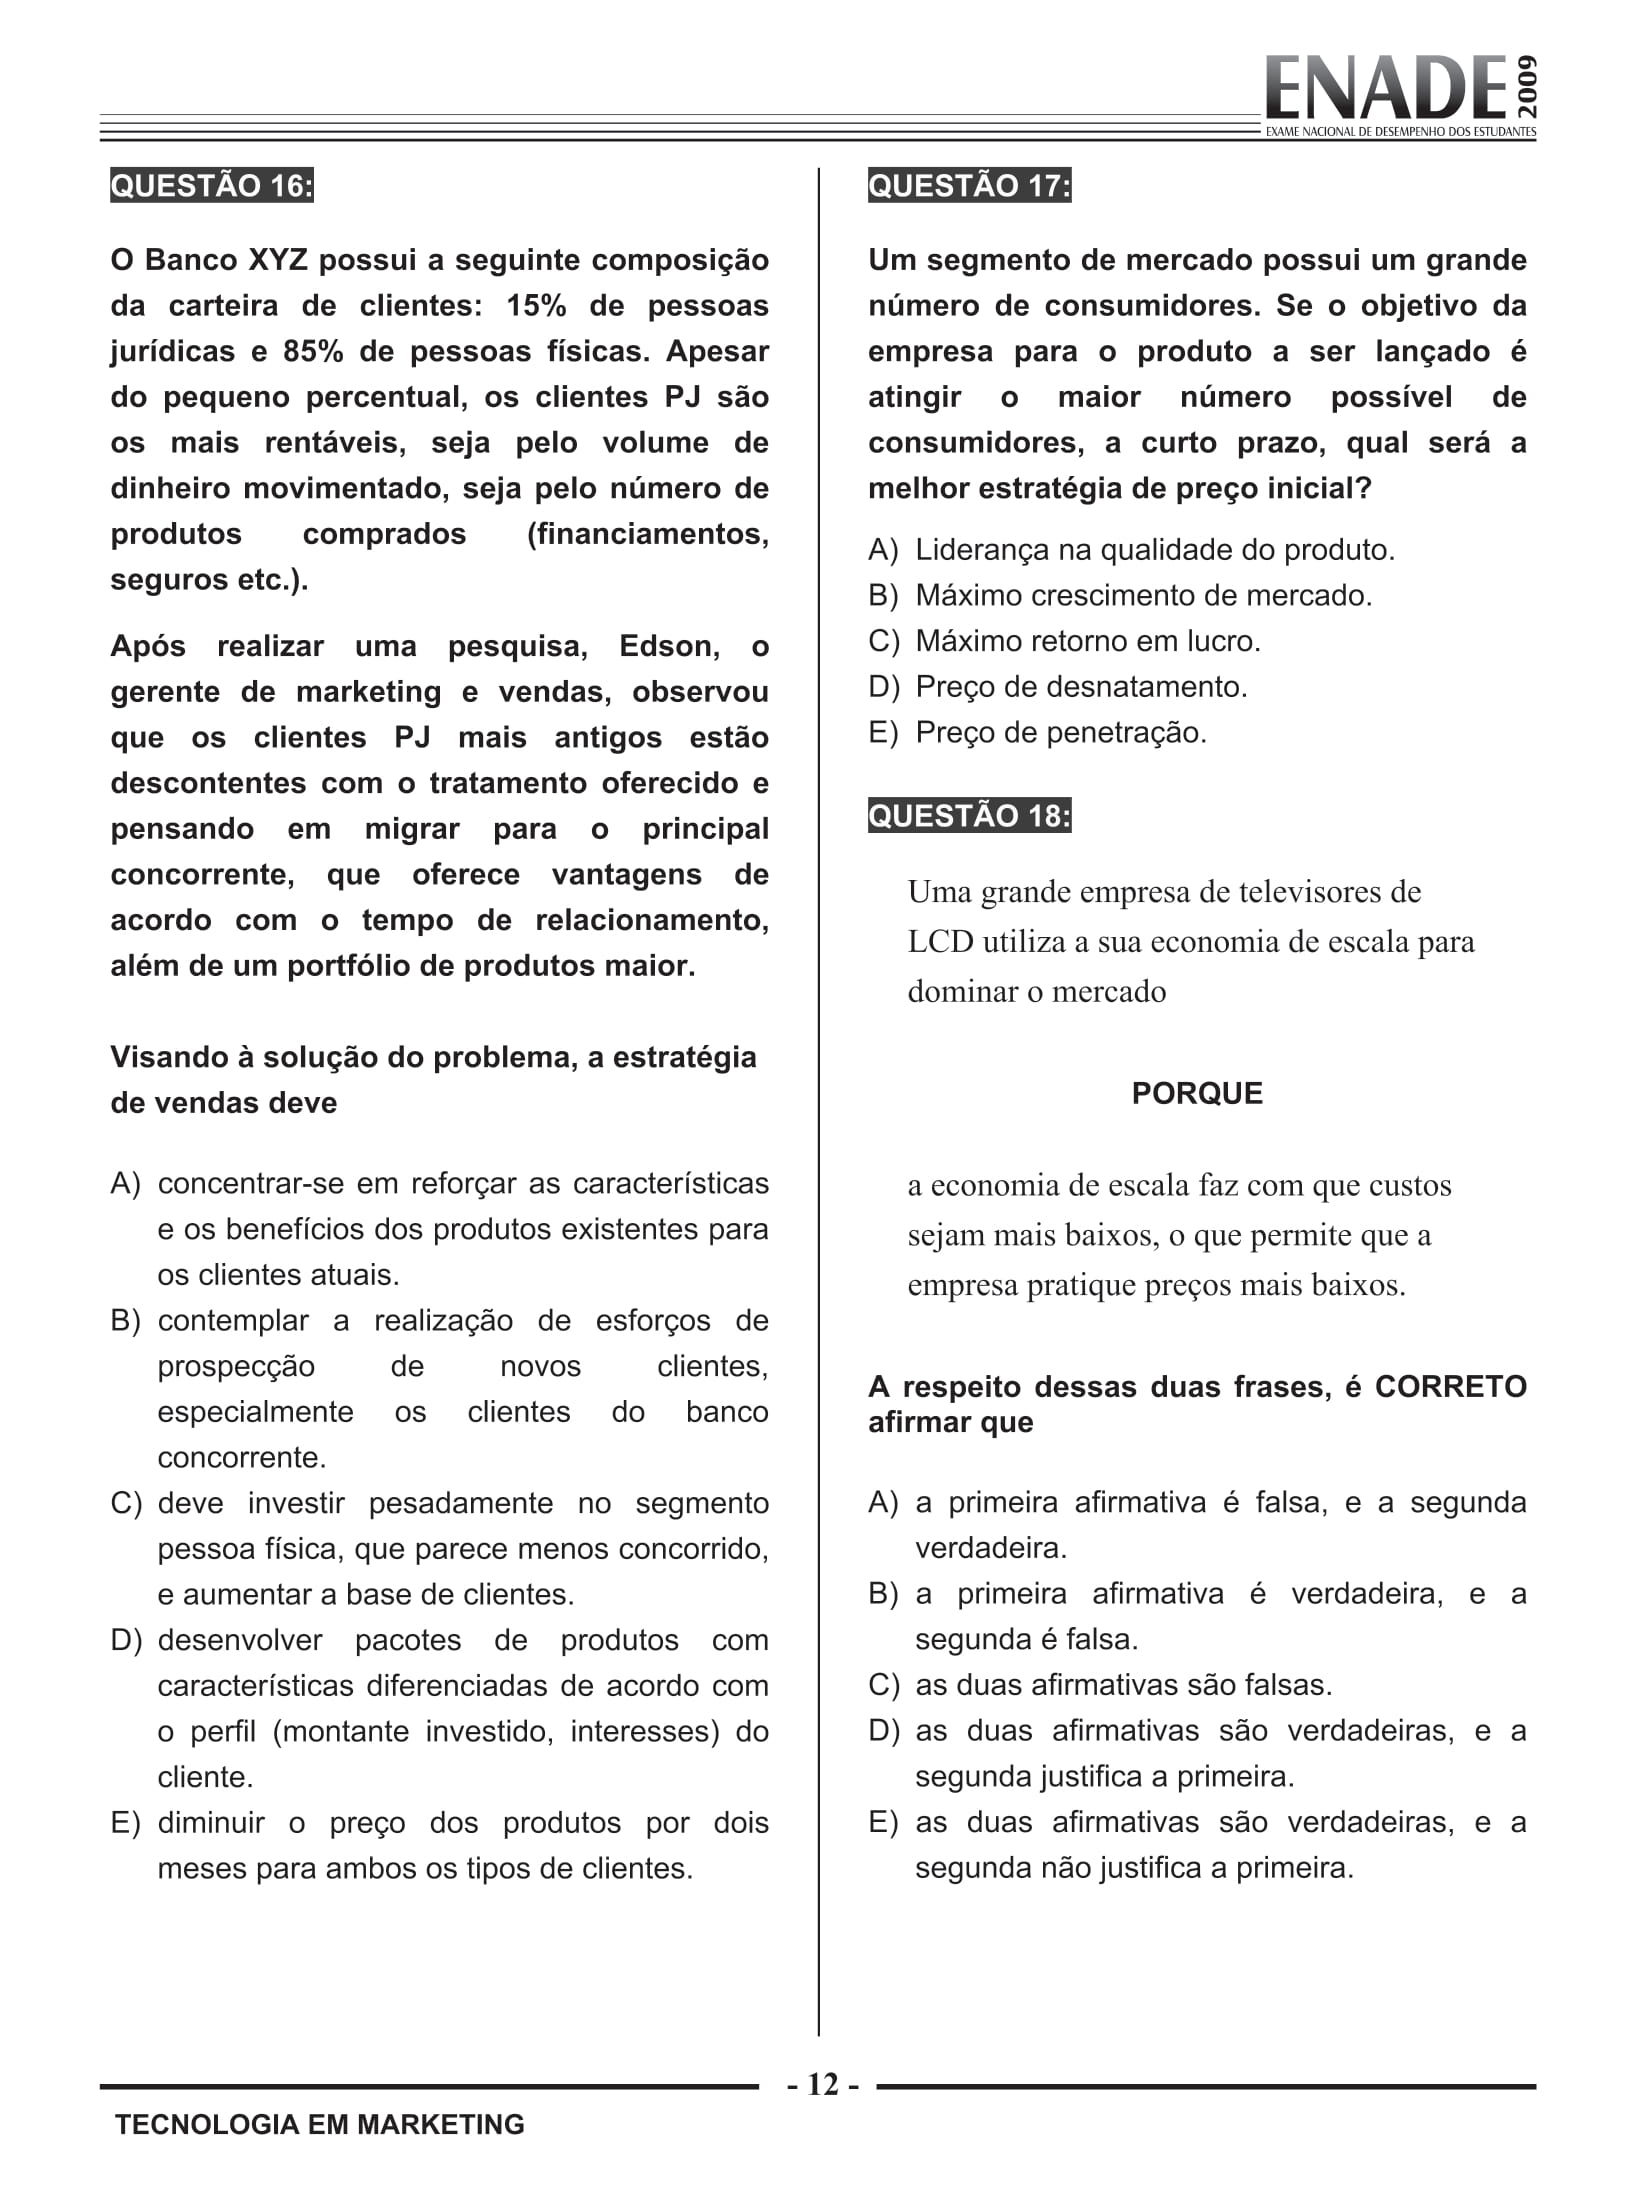 ENADE 2009
EXAME NACIONAL DE DESEMPENHO DOS ESTUDANTES
QUESTÃO 16:
O Banco XYZ possui a seguinte composição
da carteira de clientes: 15% de pessoas
jurídicas e 85% de pessoas físicas. Apesar
do pequeno percentual, os clientes PJ são
os mais rentáveis, seja pelo volume de
dinheiro movimentado, seja pelo número de
produtos comprados (financiamentos,
seguros etc.).
Após realizar uma pesquisa, Edson, o
gerente de marketing e vendas, observou
que os clientes PJ mais antigos estão
descontentes com o tratamento oferecido e
pensando em migrar para o principal
concorrente, que oferece vantagens de
acordo com o tempo de relacionamento,
além de um portfólio de produtos maior.
Visando à solução do problema, a estratégia
de vendas deve
A) concentrar-se em reforçar as características
e os benefícios dos produtos existentes para
os clientes atuais.
B) contemplar a realização de esforços de
prospecção de novos clientes,
especialmente os clientes do banco
concorrente.
C) deve investir pesadamente no segmento
pessoa física, que parece menos concorrido,
e aumentar a base de clientes.
D) desenvolver pacotes de produtos com
características diferenciadas de acordo com
o perfil (montante investido, interesses) do
cliente.
E) diminuir o preço dos produtos por dois
meses para ambos os tipos de clientes.
QUESTÃO 17:
Um segmento de mercado possui um grande
número de consumidores. Se o objetivo da
empresa para o produto a ser lançado é
atingir o maior número possível de
consumidores, a curto prazo, qual será a
melhor estratégia de preço inicial?
A) Liderança na qualidade do produto.
B) Máximo crescimento de mercado.
C) Máximo retorno em lucro.
D) Preço de desnatamento.
E) Preço de penetração.
QUESTÃO 18:
Uma grande empresa de televisores de
LCD utiliza a sua economia de escala para
dominar o mercado
PORQUE
a economia de escala faz com que custos
sejam mais baixos, o que permite que a
empresa pratique preços mais baixos.
A respeito dessas duas frases, é CORRETO
afirmar que
A) a primeira afirmativa é falsa, e a segunda
verdadeira.
B) a primeira afirmativa é verdadeira, e a
segunda é falsa.
C) as duas afirmativas são falsas.
D) as duas afirmativas são verdadeiras, e a
segunda justifica a primeira.
E) as duas afirmativas são verdadeiras, e a
segunda não justifica a primeira.
- 12 -
TECNOLOGIA EM MARKETING